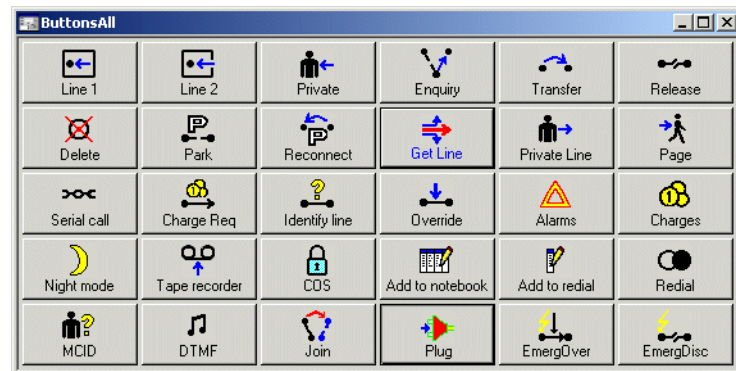 ButtonsAll
Line 1 Line 2 Private Enquiry Transfer Release
Delete Park Reconnect Get Line Private Line Page
Serial call Charge Req Identify line Override Alarms Charges
Night mode Tape recorder COS Add to notebook Add to redial Redial
MCID DTMF Join Plug EmergOver EmergDisc